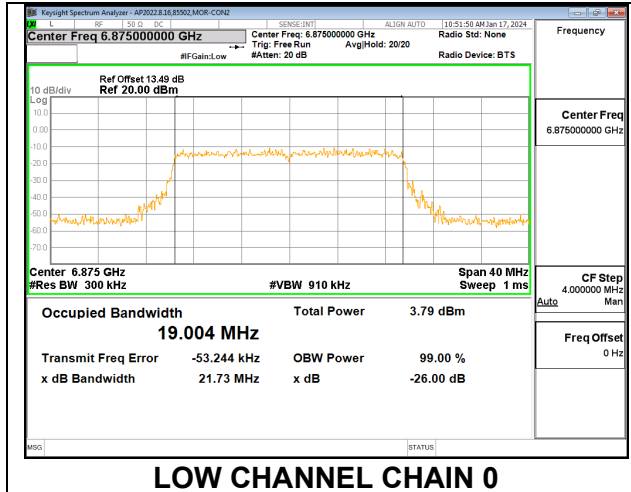 Keysight Spectrum Analyzer - AP2022.8.16,85502,MOR-CON2
L RF 50 Ω DC SENSE:INT ALIGN AUTO 10:51:50 AM Jan 17, 2024
Center Freq 6.875000000 GHz
Center Freq: 6.875000000 GHz
Radio Std: None
Trig: Free Run Avg|Hold: 20/20
#IFGain:Low
#Atten: 20 dB
Radio Device: BTS
Frequency
Ref Offset 13.49 dB
10 dB/div Ref 20.00 dBm
Log
10.0
0.00
-10.0
-20.0
-30.0
-40.0
-50.0
-60.0
-70.0
Center Freq
6.875000000 GHz
Center 6.875 GHz Span 40 MHz
#Res BW 300 kHz #VBW 910 kHz Sweep 1 ms
CF Step
4.000000 MHz
Auto Man
Occupied Bandwidth Total Power 3.79 dBm
19.004 MHz
Freq Offset
0 Hz
Transmit Freq Error -53.244 kHz OBW Power 99.00 %
x dB Bandwidth 21.73 MHz x dB -26.00 dB
MSG STATUS
LOW CHANNEL CHAIN 0